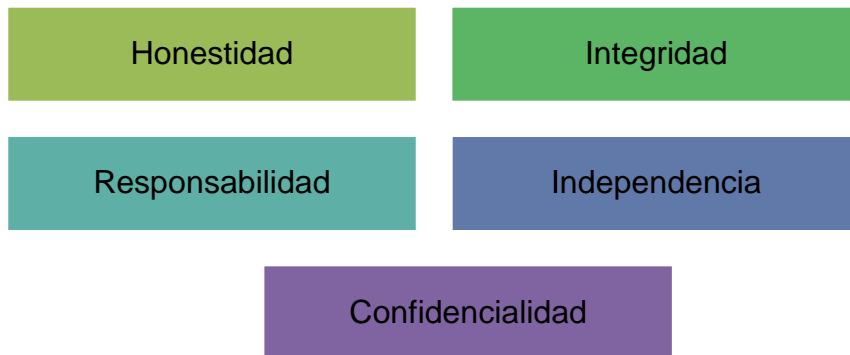 Honestidad
Integridad
Responsabilidad
Independencia
Confidencialidad